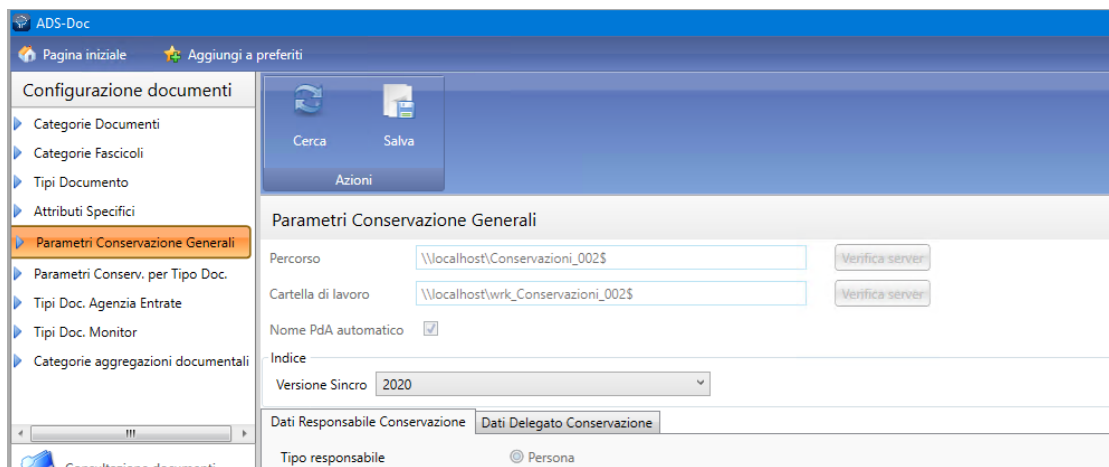 ADS-Doc
Pagina iniziale Aggiungi a preferiti
Configurazione documenti
Categorie Documenti
Categorie Fascicoli
Tipi Documento
Attributi Specifici
Parametri Conservazione Generali
Parametri Conserv. per Tipo Doc.
Tipi Doc. Agenzia Entrate
Tipi Doc. Monitor
Categorie aggregazioni documentali
Consultazione documenti
Cerca Salva
Azioni
Parametri Conservazione Generali
Percorso \\localhost\Conservazioni_002$ Verifica server
Cartella di lavoro \\localhost\wrk_Conservazioni_002$ Verifica server
Nome PdA automatico
Indice
Versione Sincro 2020
Dati Responsabile Conservazione Dati Delegato Conservazione
Tipo responsabile Persona